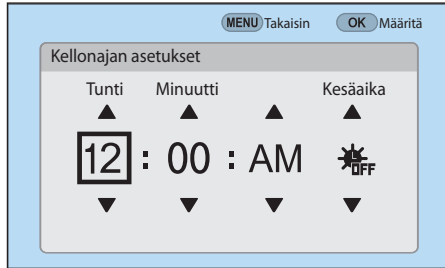 MENU Takaisin OK Määritä
Kellonajan asetukset
Tunti Minuutti Kesäaika
12 : 00 : AM OFF